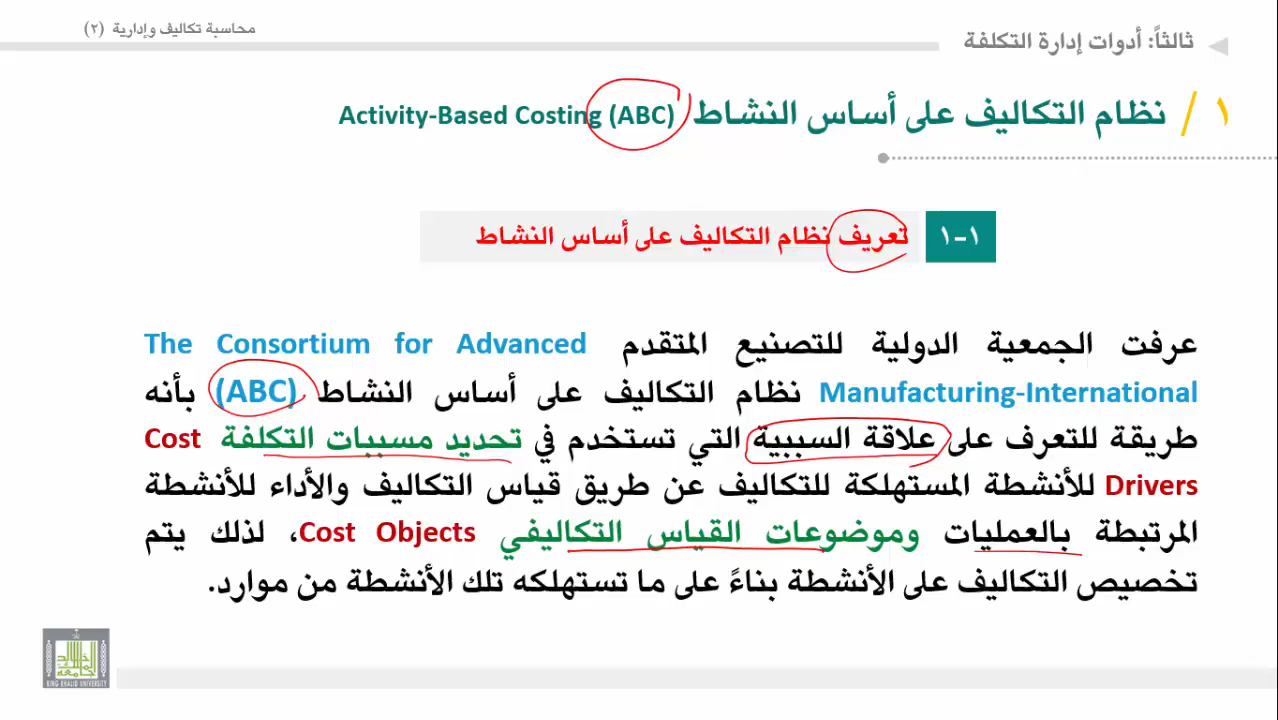 محاسبة تكاليف وإدارية (٢)
ثالثاً: أدوات إدارة التكلفة
١ / نظام التكاليف على أساس النشاط Activity-Based Costing (ABC)
١-١ تعريف نظام التكاليف على أساس النشاط
عرفت الجمعية الدولية للتصنيع المتقدم The Consortium for Advanced
Manufacturing-International نظام التكاليف على أساس النشاط (ABC) بأنه
طريقة للتعرف على علاقة السببية التي تستخدم في تحديد مسببات التكلفة Cost
Drivers للأنشطة المستهلكة للتكاليف عن طريق قياس التكاليف والأداء للأنشطة
المرتبطة بالعمليات وموضوعات القياس التكاليفي Cost Objects، لذلك يتم
تخصيص التكاليف على الأنشطة بناءً على ما تستهلكه تلك الأنشطة من موارد.
KING KHALID UNIVERSITY